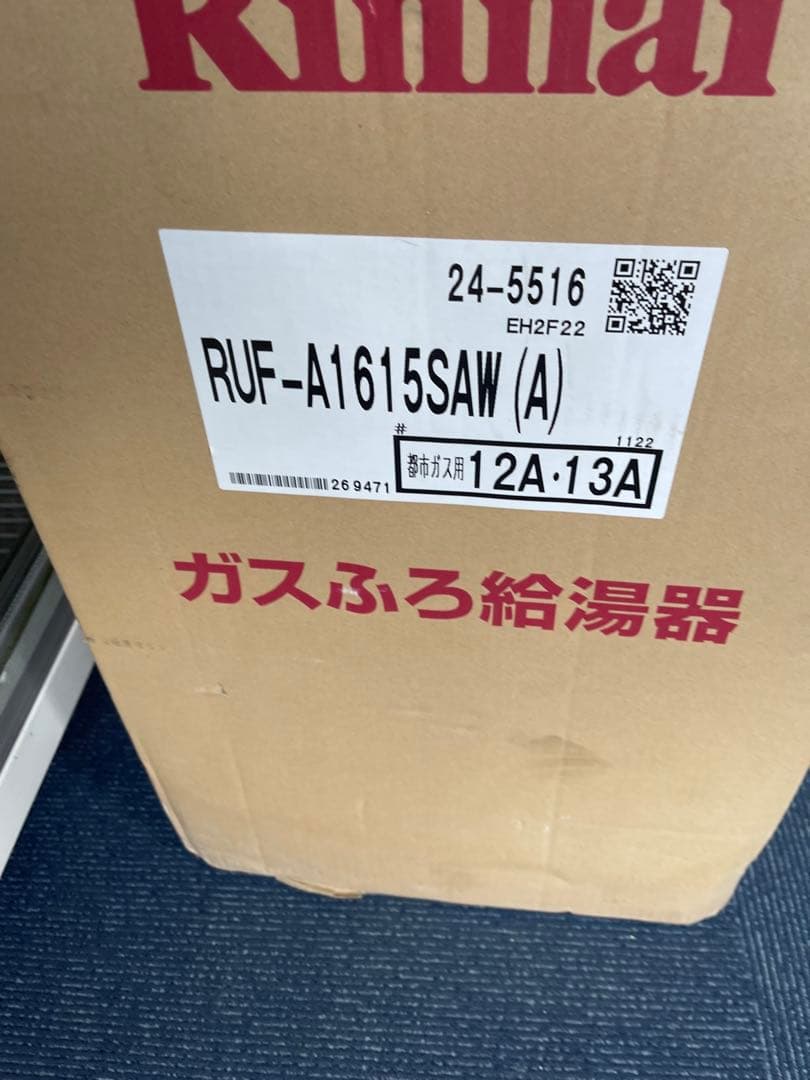 Rinnai
24-5516
EH2F22
RUF-A1615SAW(A)
#
1122
都市ガス用 12A・13A
269471
ガスふろ給湯器